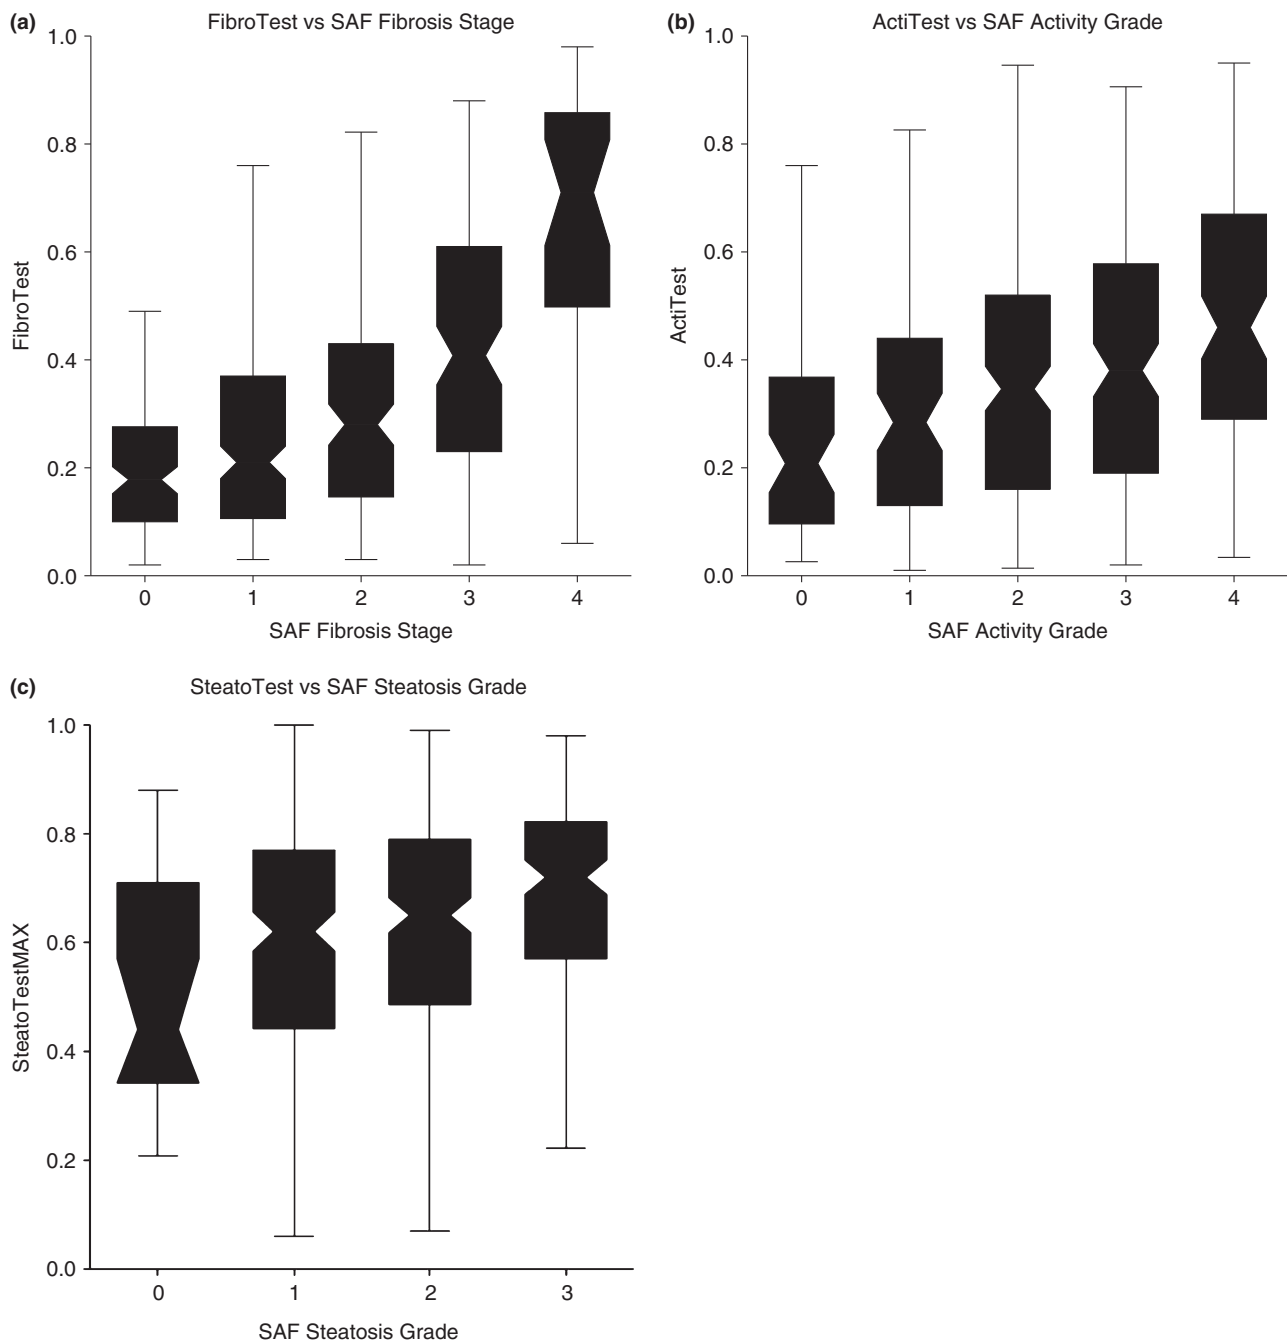 (a) FibroTest vs SAF Fibrosis Stage
1.0
0.8
0.6
0.4
0.2
0.0
FibroTest
0 1 2 3 4
SAF Fibrosis Stage
(b) ActiTest vs SAF Activity Grade
1.0
0.8
0.6
0.4
0.2
0.0
ActiTest
0 1 2 3 4
SAF Activity Grade
(c) SteatoTest vs SAF Steatosis Grade
1.0
0.8
0.6
0.4
0.2
0.0
SteatoTestMAX
0 1 2 3
SAF Steatosis Grade